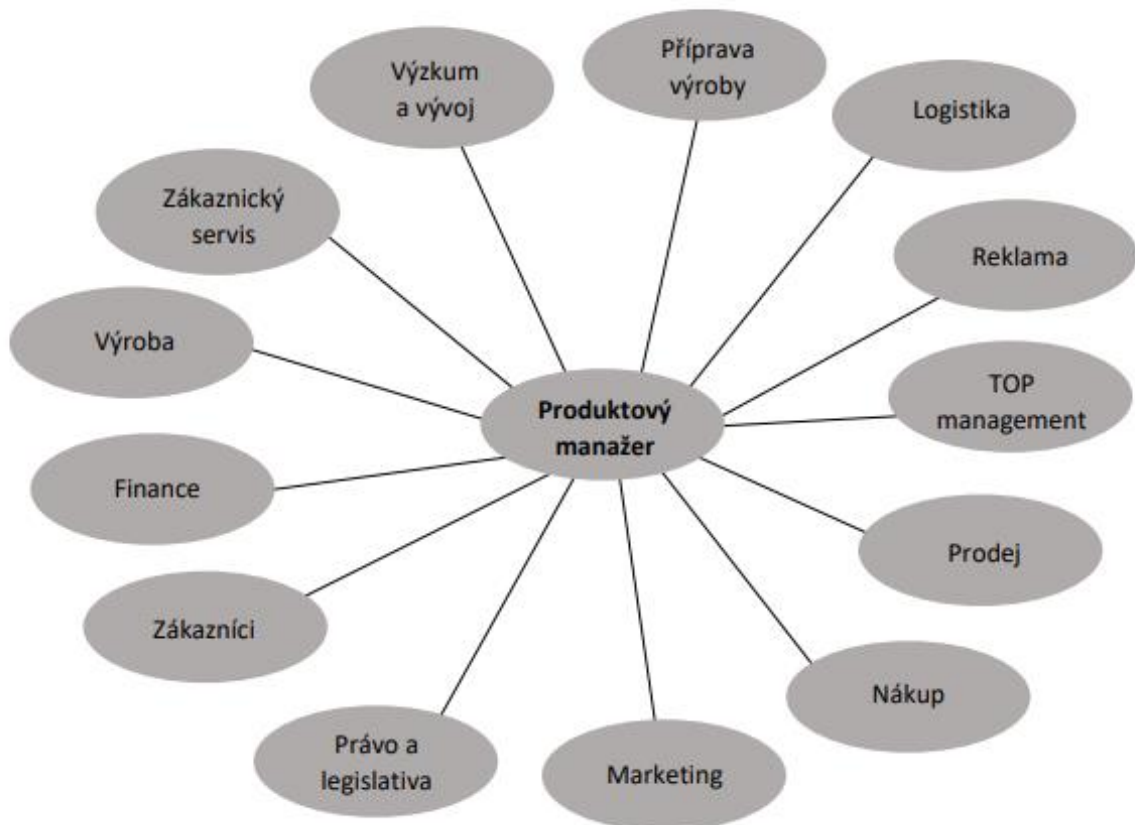 Příprava
výroby
Výzkum
a vývoj
Logistika
Zákaznický
servis
Reklama
Výroba
TOP
management
Produktový
manažer
Finance
Prodej
Zákazníci
Nákup
Právo a
legislativa
Marketing